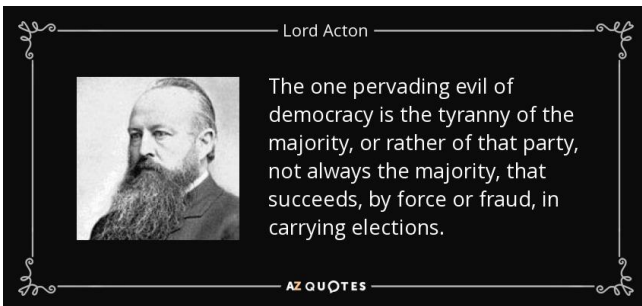 Lord Acton
The one pervading evil of
democracy is the tyranny of the
majority, or rather of that party,
not always the majority, that
succeeds, by force or fraud, in
carrying elections.
AZ QUOTES